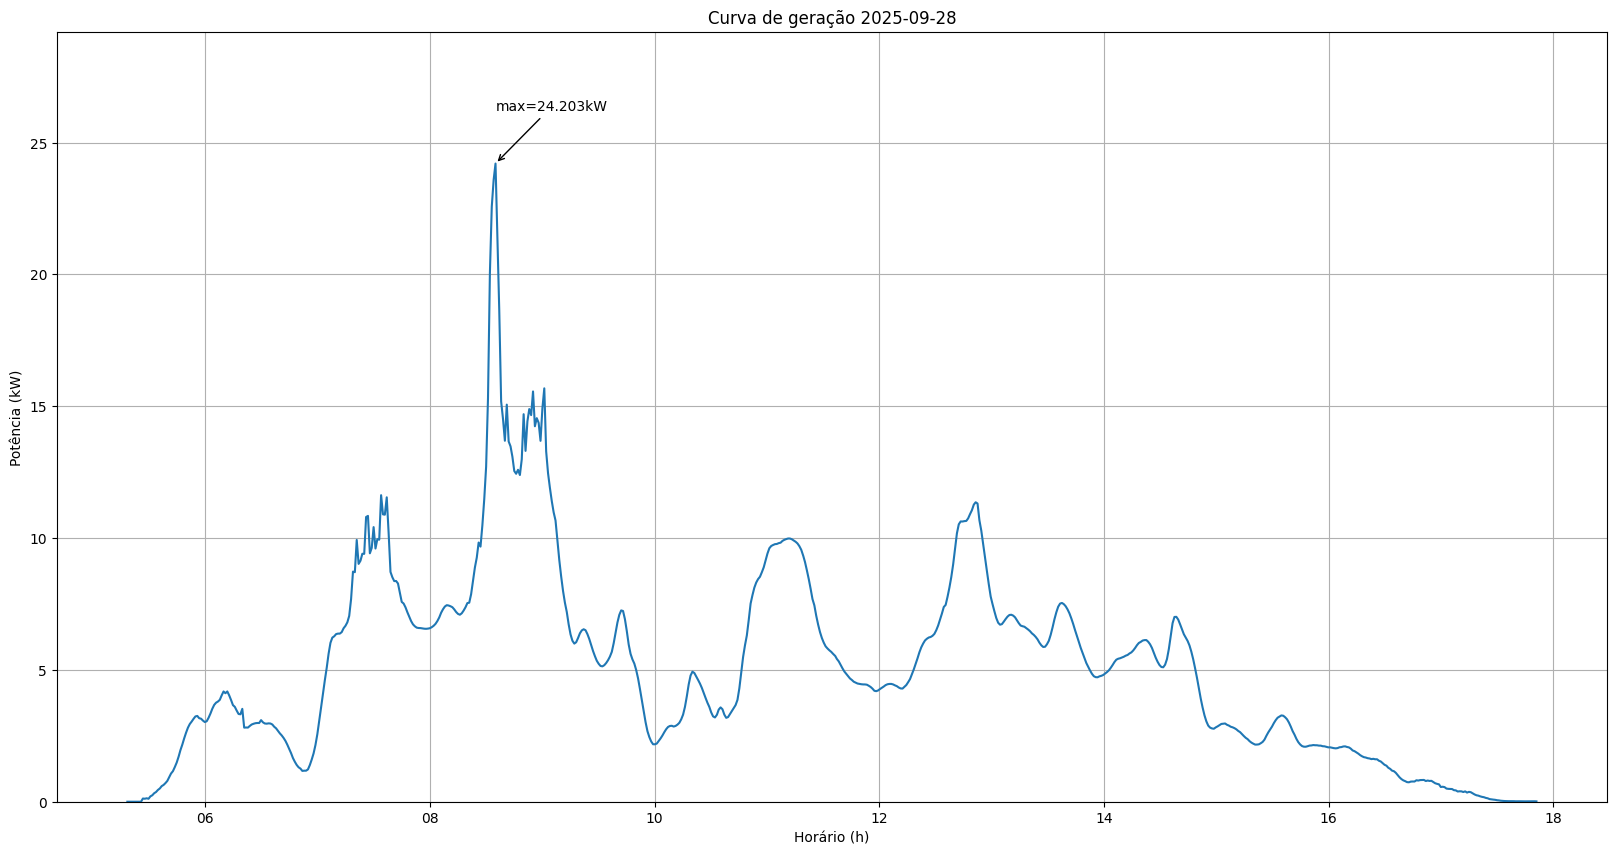 Curva de geração 2025-09-28
max=24.203kW
25
20
15
10
5
0
Potência (kW)
06 08 10 12 14 16 18
Horário (h)